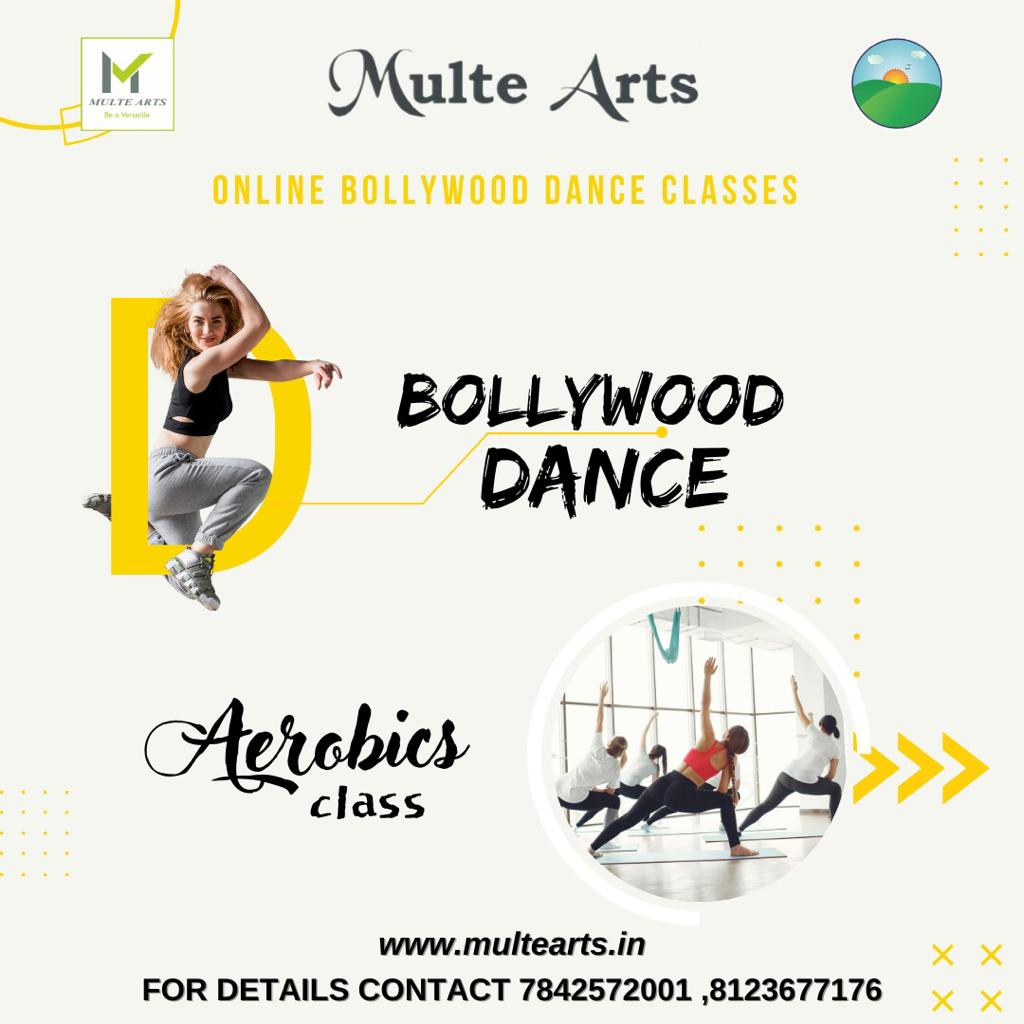 MULTE ARTS
Be a Versatile
Multe Arts
ONLINE BOLLYWOOD DANCE CLASSES
D
BOLLYWOOD
DANCE
Aerobics
class
www.multearts.in
FOR DETAILS CONTACT 7842572001 ,8123677176